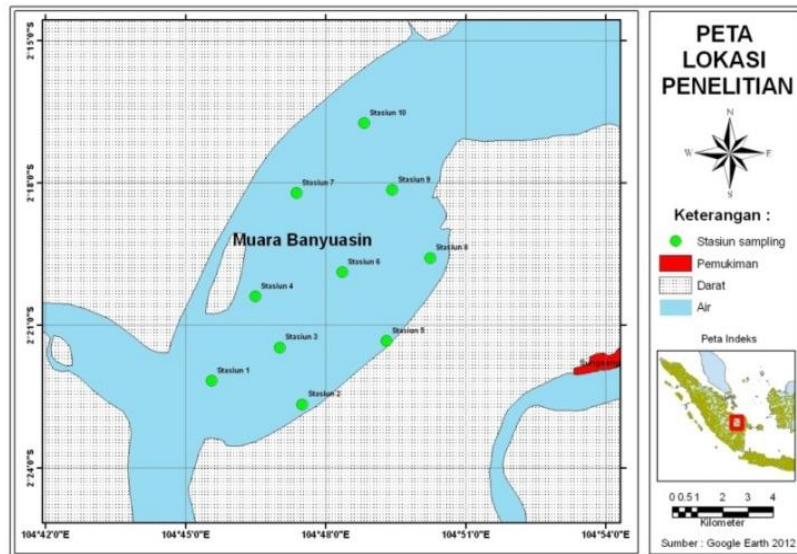 2°15'0"S
2°18'0"S
2°21'0"S
2°24'0"S
104°42'0"E
104°45'0"E
104°48'0"E
104°51'0"E
104°54'0"E
Stasiun 10
Stasiun 7
Stasiun 9
Muara Banyuasin
Stasiun 8
Stasiun 6
Stasiun 4
Stasiun 5
Stasiun 3
Stasiun 1
Stasiun 2
PETA
LOKASI
PENELITIAN
N
W
E
S
Keterangan :
Stasiun sampling
Pemukiman
Darat
Air
Peta Indeks
0 0.5 1 2 3 4
Kilometer
Sumber : Google Earth 2012